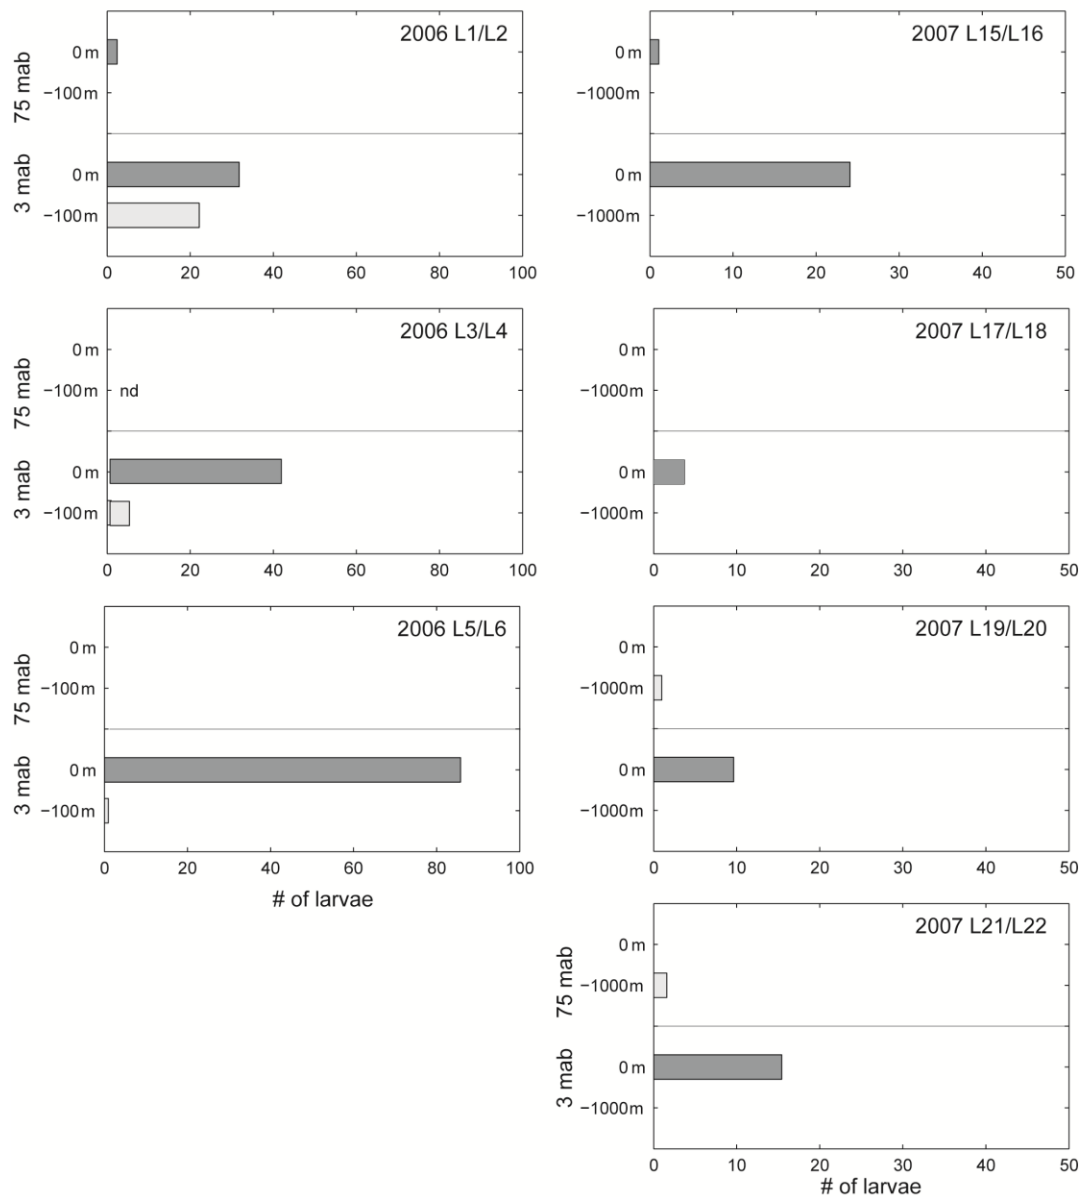 2006 L1/L2
75 mab
0 m
−100m
3 mab
0 m
−100m
0 20 40 60 80 100
2007 L15/L16
0 m
−1000m
0 m
−1000m
0 10 20 30 40 50
2006 L3/L4
75 mab
0 m
−100m nd
3 mab
0 m
−100m
0 20 40 60 80 100
2007 L17/L18
0 m
−1000m
0 m
−1000m
0 10 20 30 40 50
2006 L5/L6
75 mab
0 m
−100m
3 mab
0 m
−100m
0 20 40 60 80 100
# of larvae
2007 L19/L20
0 m
−1000m
0 m
−1000m
0 10 20 30 40 50
2007 L21/L22
75 mab
0 m
−1000m
3 mab
0 m
−1000m
0 10 20 30 40 50
# of larvae